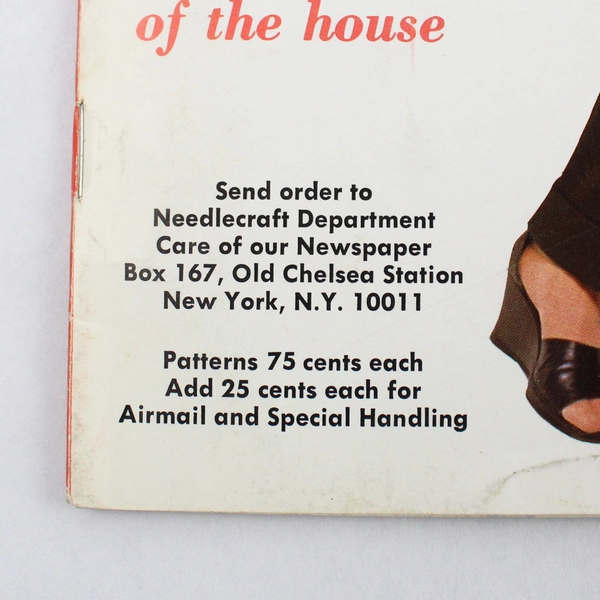 of the house
Send order to
Needlecraft Department
Care of our Newspaper
Box 167, Old Chelsea Station
New York, N.Y. 10011
Patterns 75 cents each
Add 25 cents each for
Airmail and Special Handling